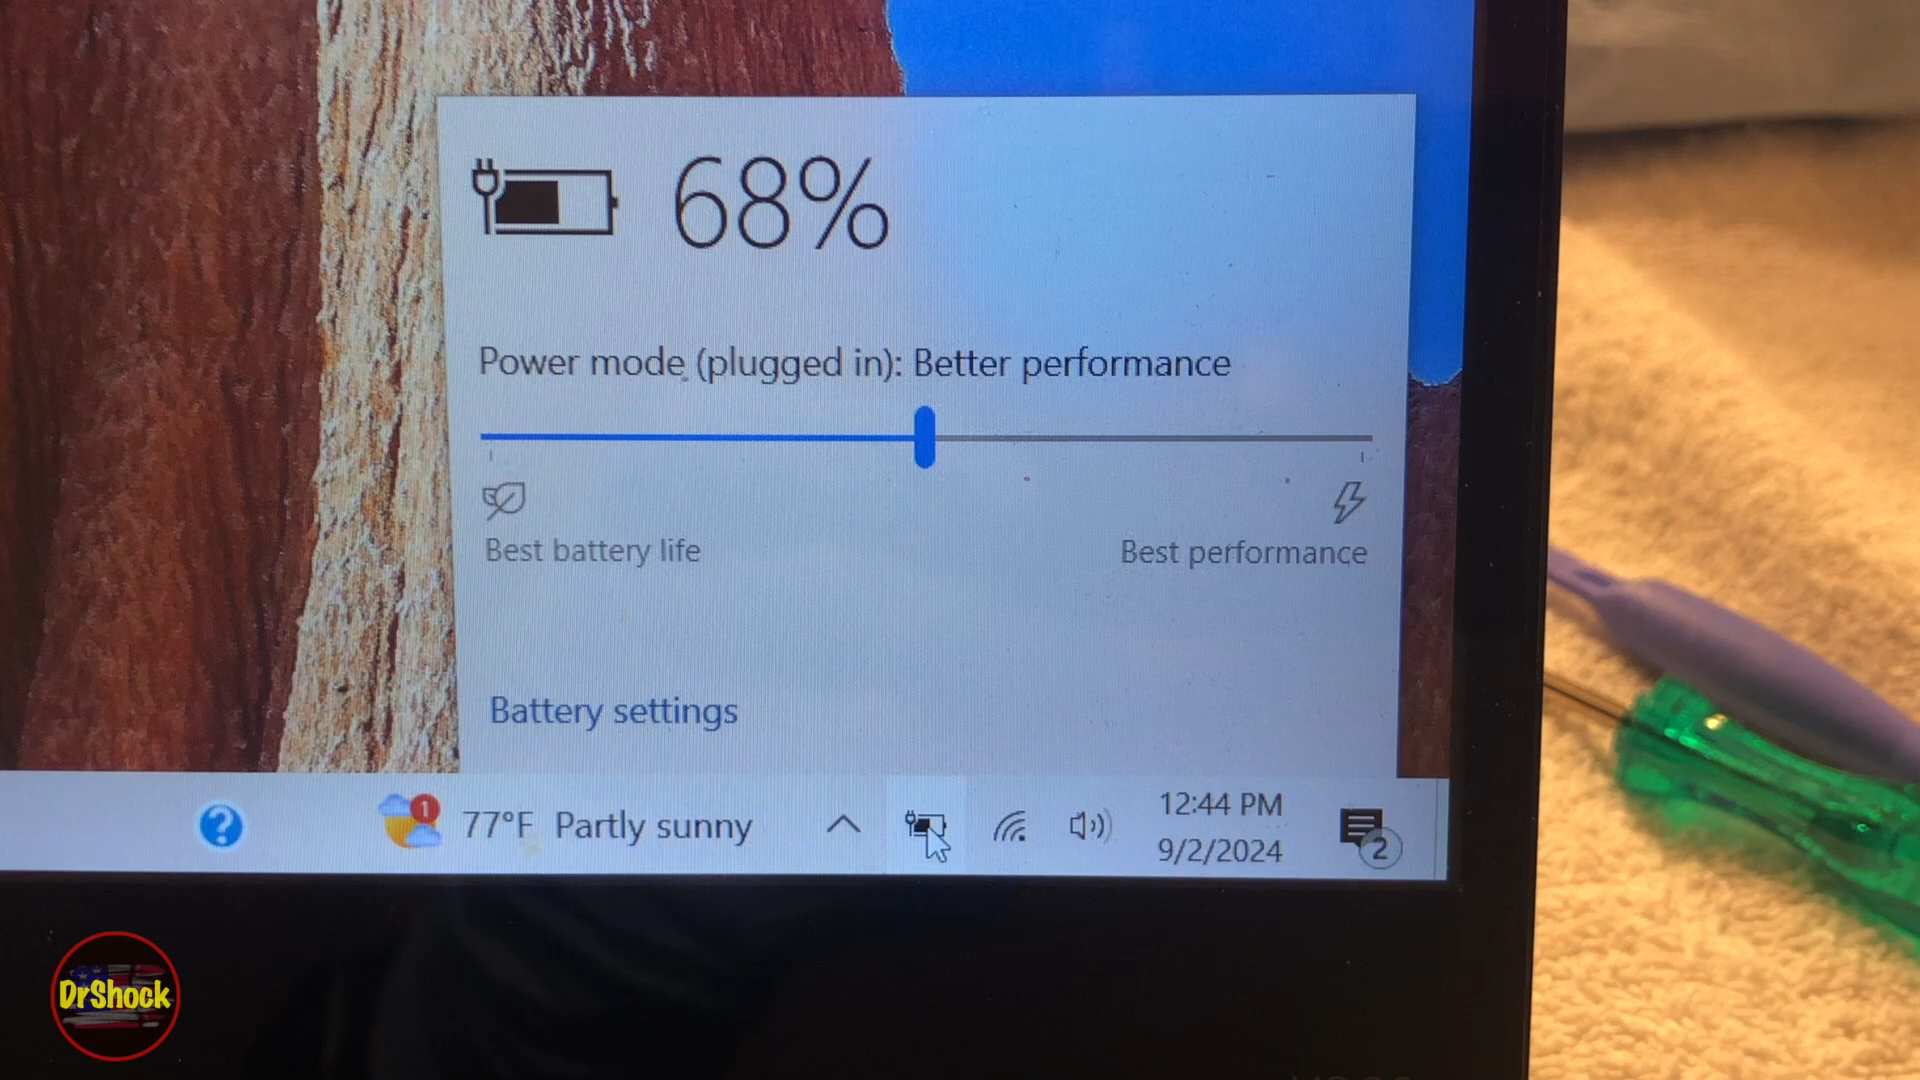 68%
Power mode (plugged in): Better performance
Best battery life
Best performance
Battery settings
1
77°F Partly sunny
12:44 PM
9/2/2024
2
DrShock